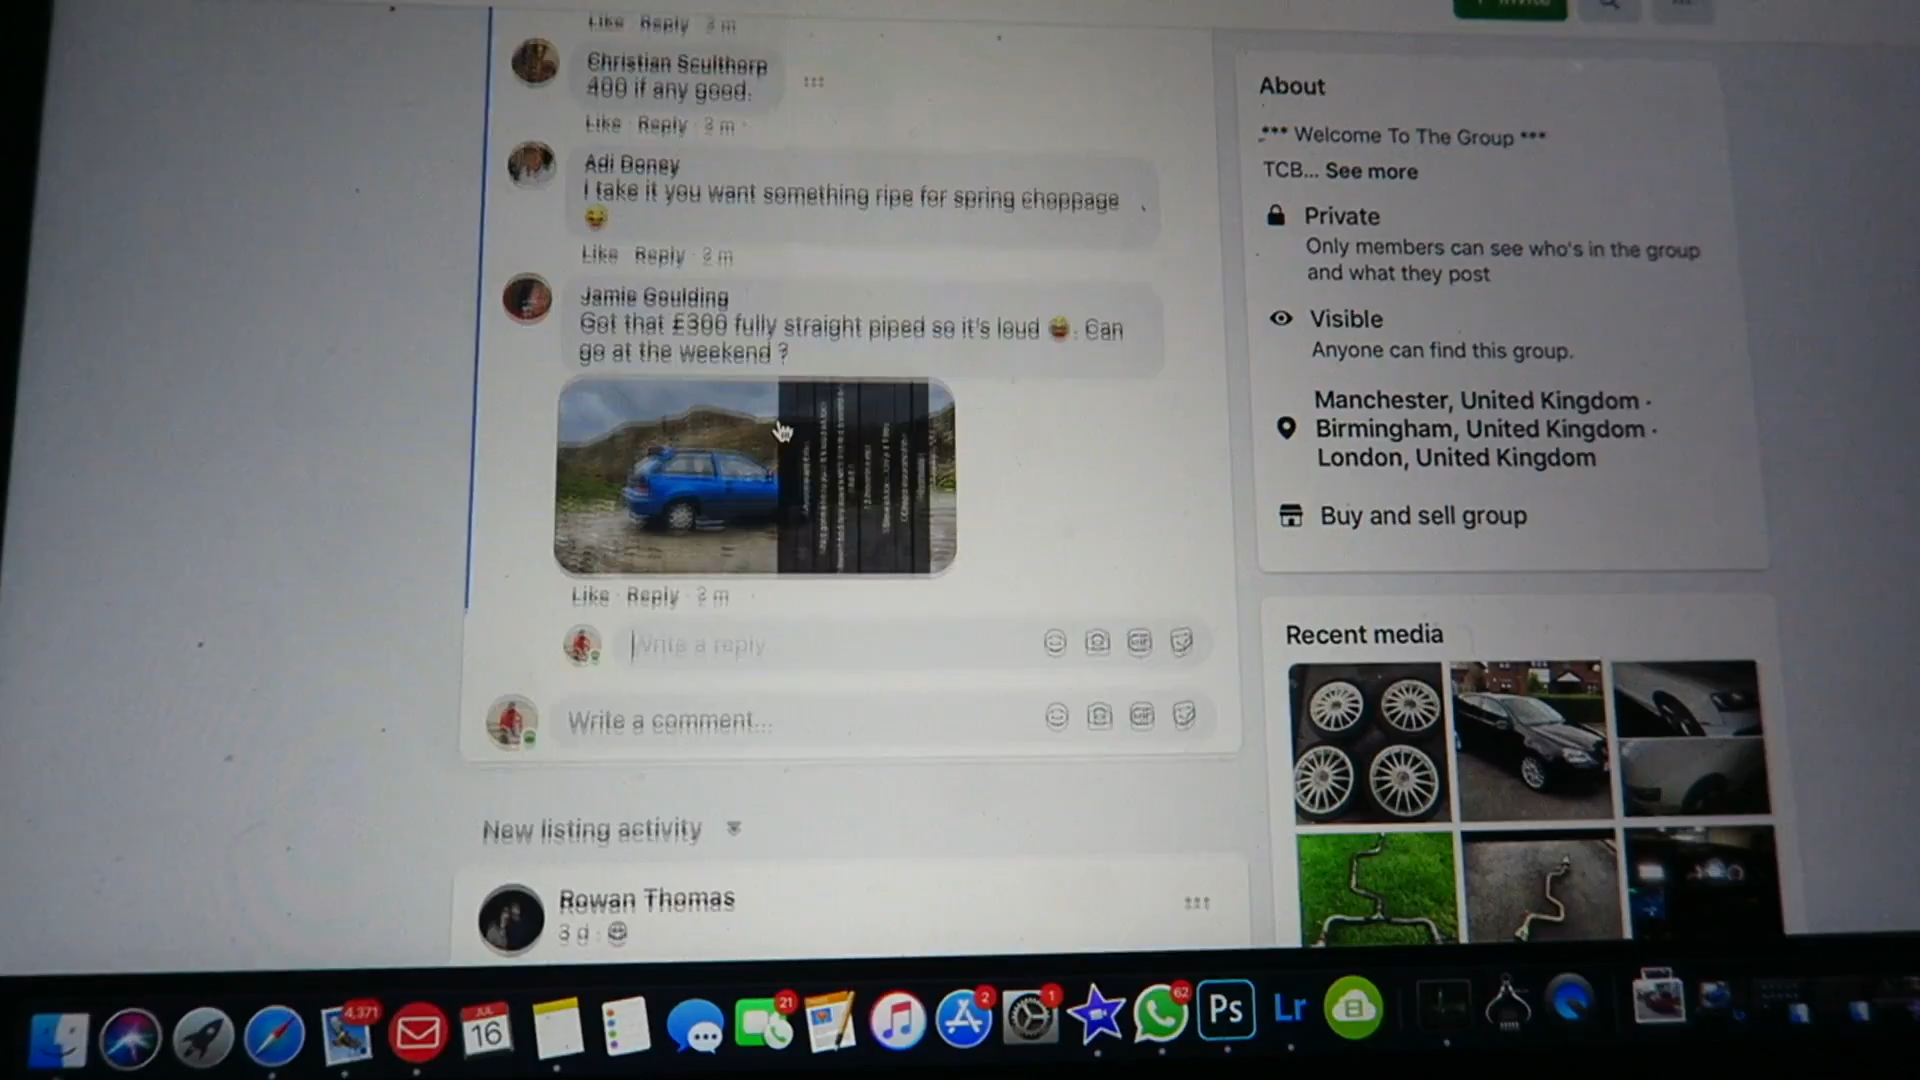 Like Reply 3 m
Christian Sculthorp
400 if any good.
Like Reply 3 m
Adi Doney
I take it you want something ripe for spring choppage
Like Reply 3 m
Jamie Goulding
Got that £300 fully straight piped so it's loud 😆. Can
go at the weekend ?
Like · Reply · 2 m
Write a reply
Write a comment...
New listing activity
Rowan Thomas
3 d
About
*** Welcome To The Group ***
TCB... See more
Private
Only members can see who's in the group
and what they post
Visible
Anyone can find this group.
Manchester, United Kingdom ·
Birmingham, United Kingdom ·
London, United Kingdom
Buy and sell group
Recent media
4,371
JUL
16
21
2
1
62
Ps
Lr